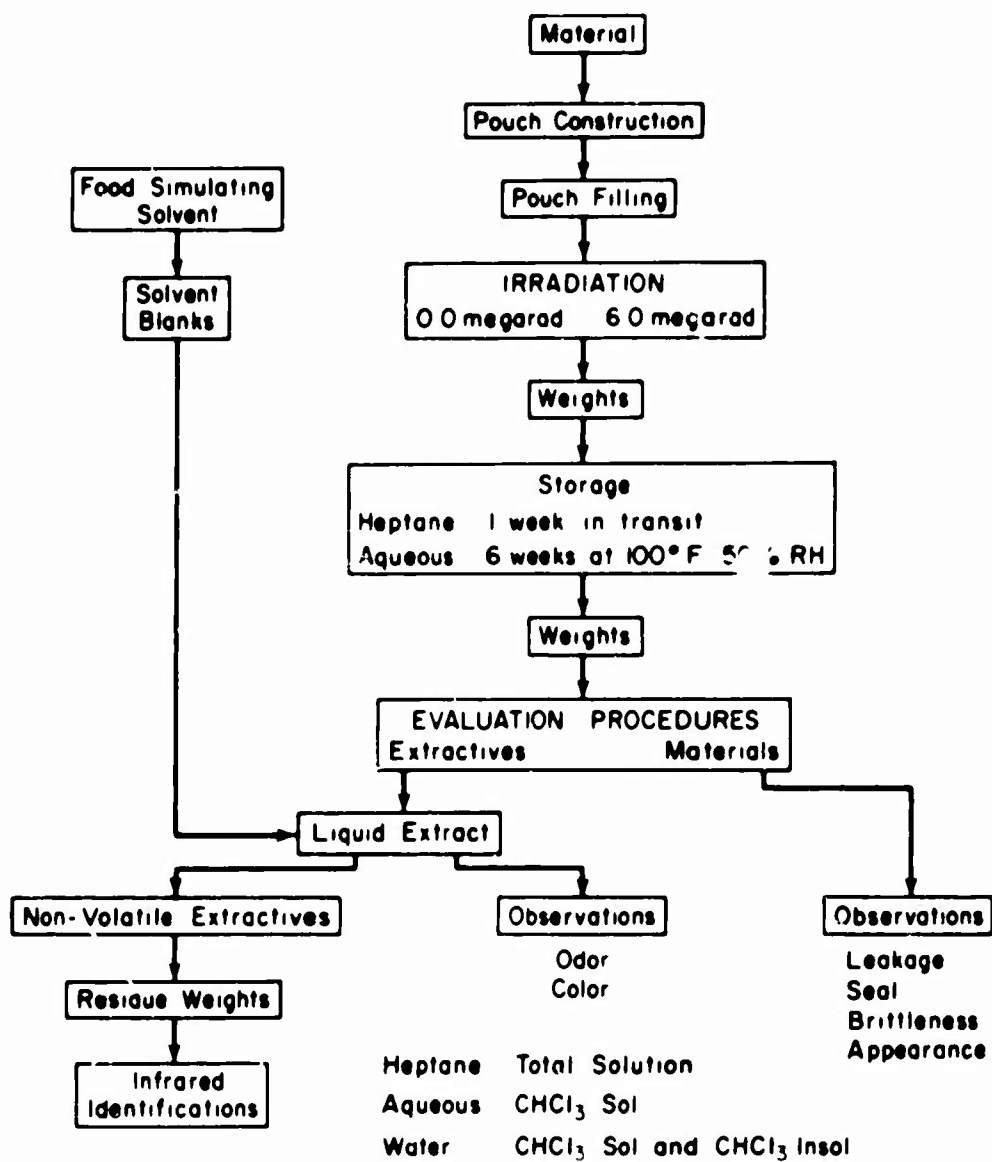 Material
Pouch Construction
Food Simulating
Solvent
Pouch Filling
Solvent
Blanks
IRRADIATION
0 0 megarad 6 0 megarad
Weights
Storage
Heptane 1 week in transit
Aqueous 6 weeks at 100° F RH
Weights
EVALUATION PROCEDURES
Extractives Materials
Liquid Extract
Non-Volatile Extractives
Observations
Observations
Odor
Color
Leakage
Seal
Brittleness
Appearance
Residue Weights
Infrared
Identifications
Heptane Total Solution
Aqueous CHCl₃ Sol
Water CHCl₃ Sol and CHCl₃ Insol